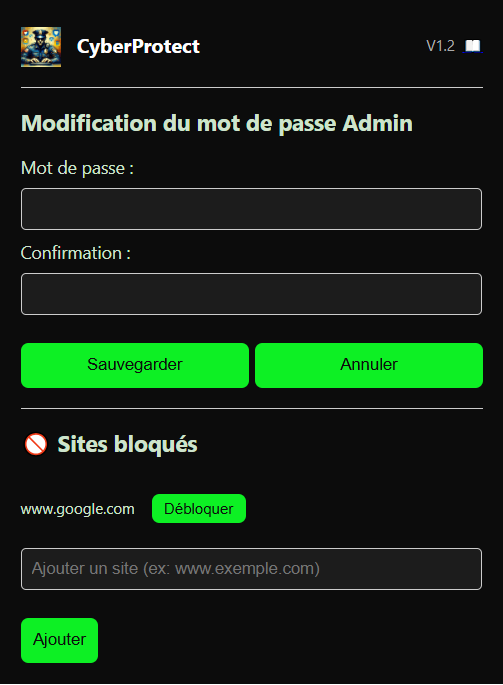 CyberProtect V1.2
Modification du mot de passe Admin
Mot de passe :
Confirmation :
Sauvegarder Annuler
Sites bloqués
www.google.com Débloquer
Ajouter un site (ex: www.exemple.com)
Ajouter